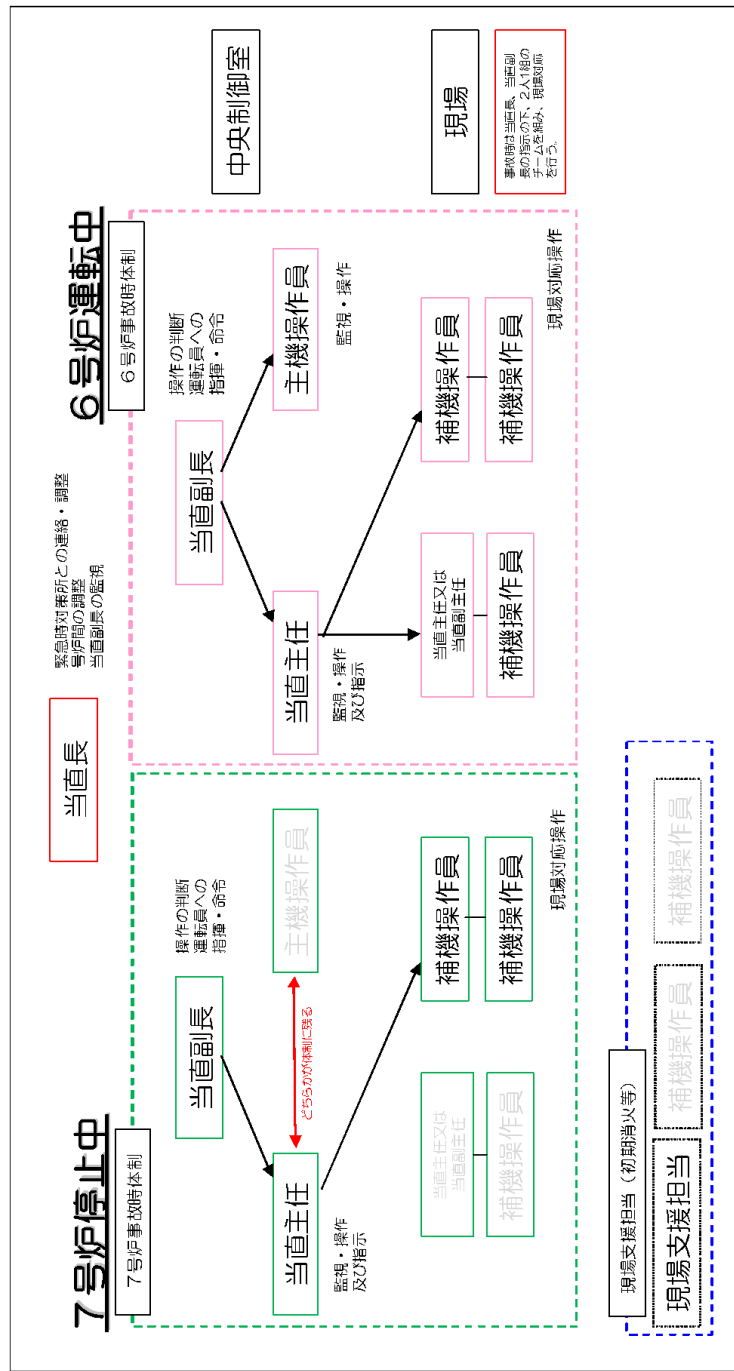 7号炉停止中
6号炉運転中
当直長
緊急時対策所との連絡・調整
号炉間の調整
当直副長の監視
7号炉事故時体制
当直副長
操作の判断
運転員への
指揮・命令
当直主任
監視・操作
及び指示
どちらかが体制に残る
主機操作員
当直主任又は
当直副主任
補機操作員
補機操作員
補機操作員
現場対応操作
6号炉事故時体制
当直副長
操作の判断
運転員への
指揮・命令
当直主任
監視・操作
及び指示
主機操作員
監視・操作
当直主任又は
当直副主任
補機操作員
補機操作員
補機操作員
現場対応操作
中央制御室
現場
事故時は当直長、当直副
長の指示の下、2人1組の
チームを組み、現場対応
を行う。
現場支援担当（初期消火等）
現場支援担当
補機操作員
補機操作員